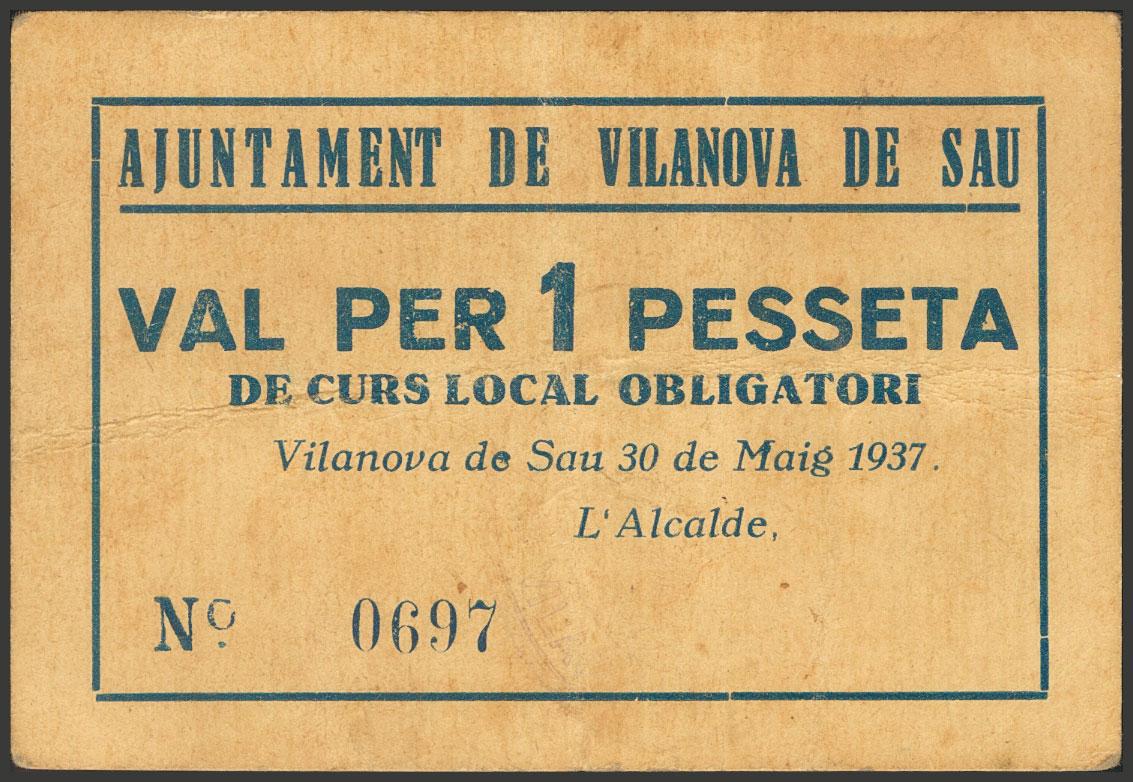 AJUNTAMENT DE VILANOVA DE SAU
VAL PER 1 PESSETA
DE CURS LOCAL OBLIGATORI
Vilanova de Sau 30 de Maig 1937.
L'Alcalde,
Nº 0697